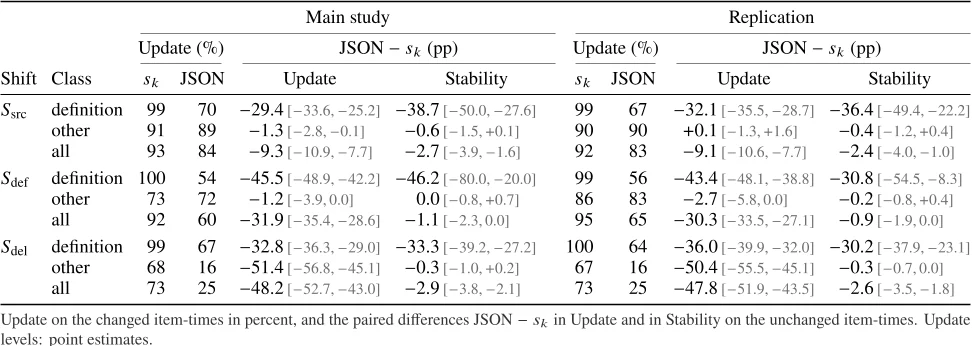 Main study Replication
Update (%) JSON − sk (pp) Update (%) JSON − sk (pp)
Shift Class sk JSON Update Stability sk JSON Update Stability
Ssrc definition 99 70 −29.4 [−33.6, −25.2] −38.7 [−50.0, −27.6] 99 67 −32.1 [−35.5, −28.7] −36.4 [−49.4, −22.2]
other 91 89 −1.3 [−2.8, −0.1] −0.6 [−1.5, +0.1] 90 90 +0.1 [−1.3, +1.6] −0.4 [−1.2, +0.4]
all 93 84 −9.3 [−10.9, −7.7] −2.7 [−3.9, −1.6] 92 83 −9.1 [−10.6, −7.7] −2.4 [−4.0, −1.0]
Sdef definition 100 54 −45.5 [−48.9, −42.2] −46.2 [−80.0, −20.0] 99 56 −43.4 [−48.1, −38.8] −30.8 [−54.5, −8.3]
other 73 72 −1.2 [−3.9, 0.0] 0.0 [−0.8, +0.7] 86 83 −2.7 [−5.8, 0.0] −0.2 [−0.8, +0.4]
all 92 60 −31.9 [−35.4, −28.6] −1.1 [−2.3, 0.0] 95 65 −30.3 [−33.5, −27.1] −0.9 [−1.9, 0.0]
Sdel definition 99 67 −32.8 [−36.3, −29.0] −33.3 [−39.2, −27.2] 100 64 −36.0 [−39.9, −32.0] −30.2 [−37.9, −23.1]
other 68 16 −51.4 [−56.8, −45.1] −0.3 [−1.0, +0.2] 67 16 −50.4 [−55.5, −45.1] −0.3 [−0.7, 0.0]
all 73 25 −48.2 [−52.7, −43.0] −2.9 [−3.8, −2.1] 73 25 −47.8 [−51.9, −43.5] −2.6 [−3.5, −1.8]
Update on the changed item-times in percent, and the paired differences JSON − sk in Update and in Stability on the unchanged item-times. Update
levels: point estimates.